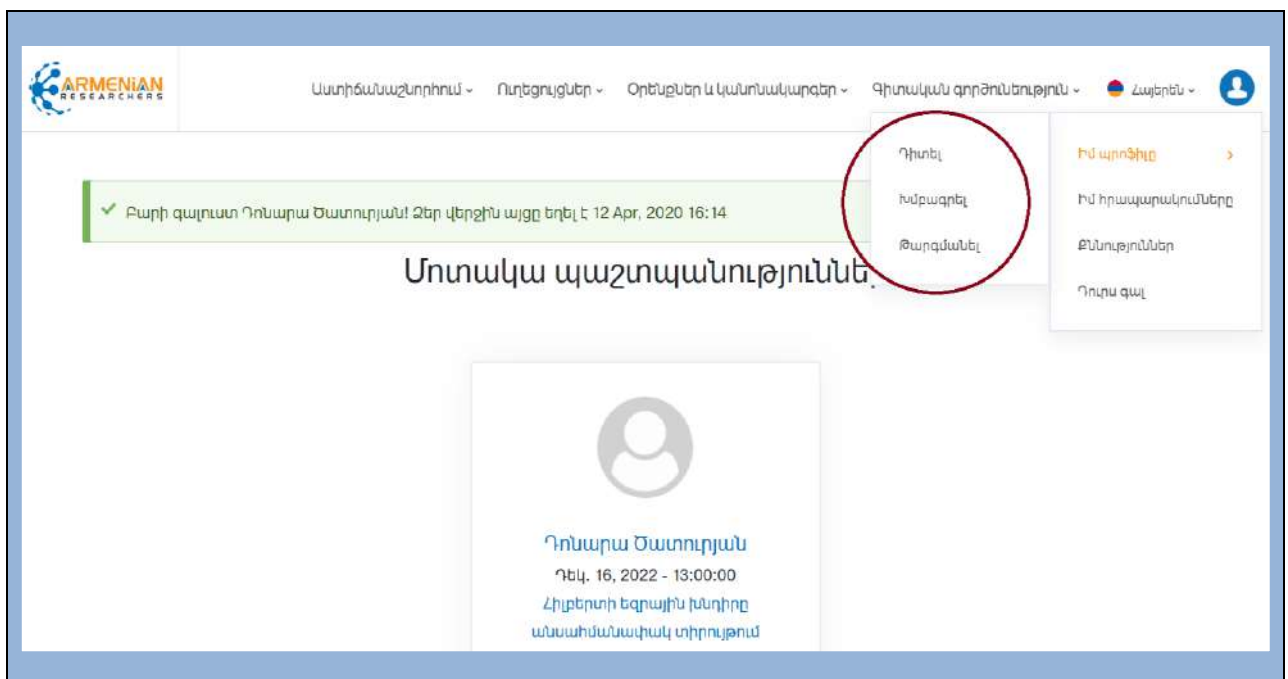 ARMENiAN
RESEARCHERS
Աստիճանաշնորհում
Ուղեցույցներ
Օրենքներ և կանոնակարգեր
Գիտական գործունեություն
Հայերեն
Դիտել
Խմբագրել
Թարգմանել
Իմ պրոֆիլը
Իմ հրապարակումները
Քննություններ
Դուրս գալ
Բարի գալուստ Դոնարա Ծատուրյան! Ձեր վերջին այցը եղել է 12 Apr, 2020 16:14
Մոտակա պաշտպանություննե
Դոնարա Ծատուրյան
Դեկ. 16, 2022 - 13:00:00
Հիլբերտի եզրային խնդիրը
անսահմանափակ տիրույթում